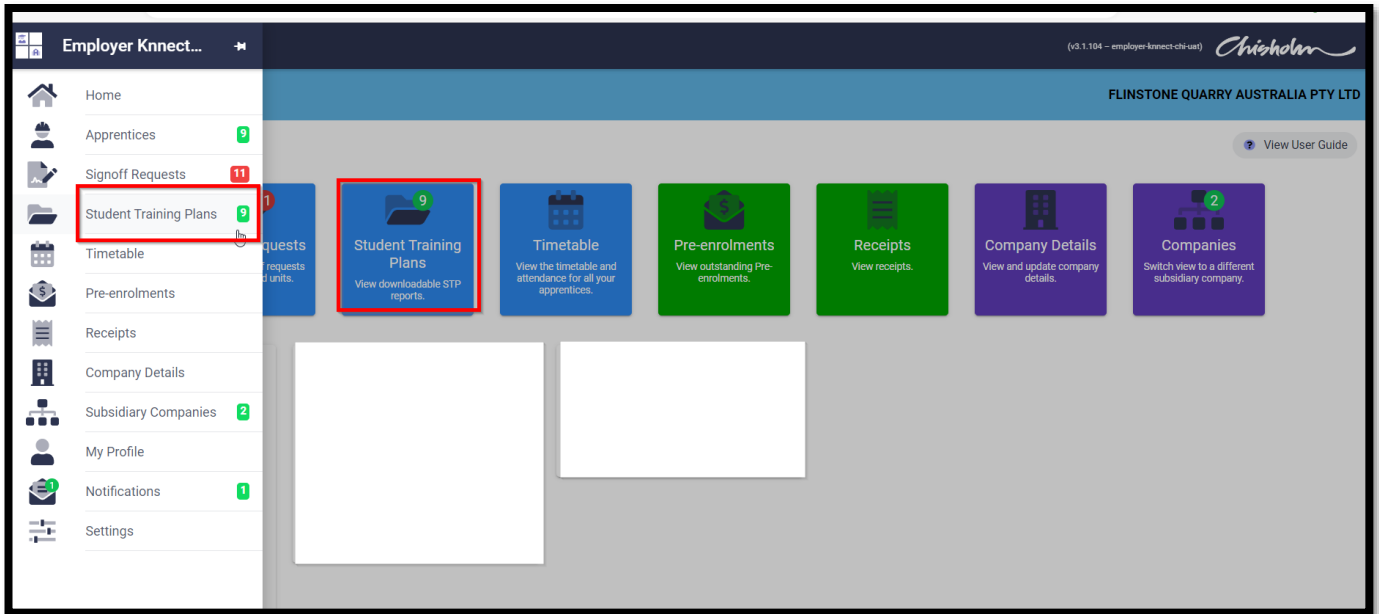 Employer Knnect...
(v3.1.104 – employer-knnect-chi-uat)
Chisholm
FLINSTONE QUARRY AUSTRALIA PTY LTD
View User Guide
Home
Apprentices 9
Signoff Requests 11
Student Training Plans 9
Timetable
Pre-enrolments
Receipts
Company Details
Subsidiary Companies 2
My Profile
1
Notifications 1
Settings
quests
requests
d units.
9
Student Training
Plans
View downloadable STP
reports.
Timetable
View the timetable and
attendance for all your
apprentices.
Pre-enrolments
View outstanding Pre-
enrolments.
Receipts
View receipts.
Company Details
View and update company
details.
2
Companies
Switch view to a different
subsidiary company.